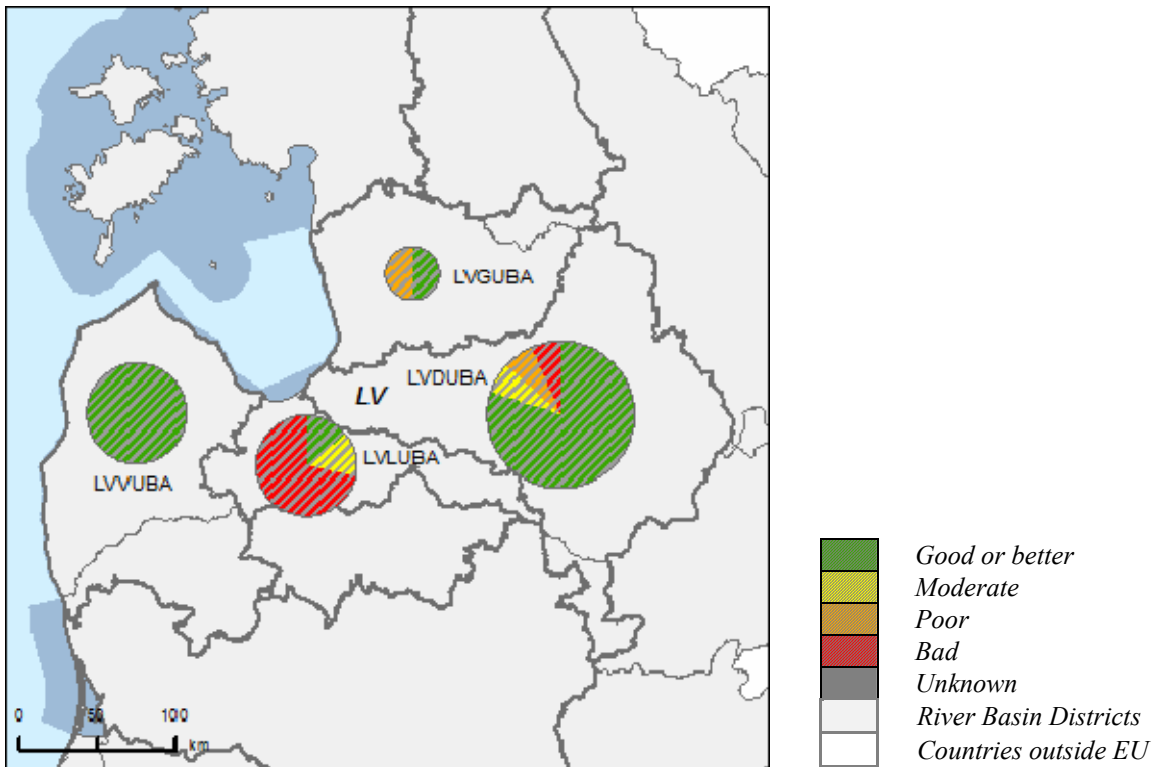 LVGUBA
LVDUBA
LV
LVLUBA
LVVUBA
0 50 100
km
Good or better
Moderate
Poor
Bad
Unknown
River Basin Districts
Countries outside EU